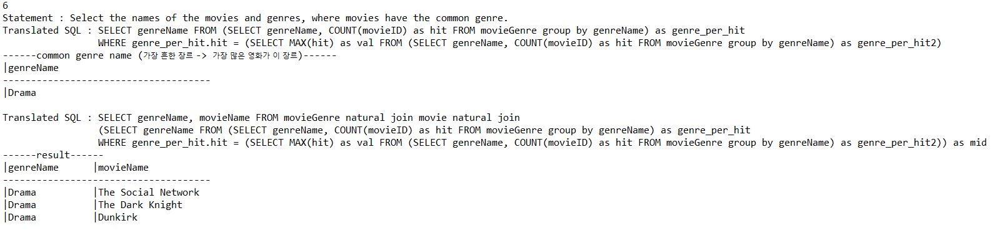 6
Statement : Select the names of the movies and genres, where movies have the common genre.
Translated SQL : SELECT genreName FROM (SELECT genreName, COUNT(movieID) as hit FROM movieGenre group by genreName) as genre_per_hit
WHERE genre_per_hit.hit = (SELECT MAX(hit) as val FROM (SELECT genreName, COUNT(movieID) as hit FROM movieGenre group by genreName) as genre_per_hit2)
------common genre name (가장 흔한 장르 -> 가장 많은 영화가 이 장르)------
|genreName
-------------------------------------
|Drama
Translated SQL : SELECT genreName, movieName FROM movieGenre natural join movie natural join
(SELECT genreName FROM (SELECT genreName, COUNT(movieID) as hit FROM movieGenre group by genreName) as genre_per_hit
WHERE genre_per_hit.hit = (SELECT MAX(hit) as val FROM (SELECT genreName, COUNT(movieID) as hit FROM movieGenre group by genreName) as genre_per_hit2)) as mid
------result------
|genreName |movieName
-------------------------------------
|Drama |The Social Network
|Drama |The Dark Knight
|Drama |Dunkirk